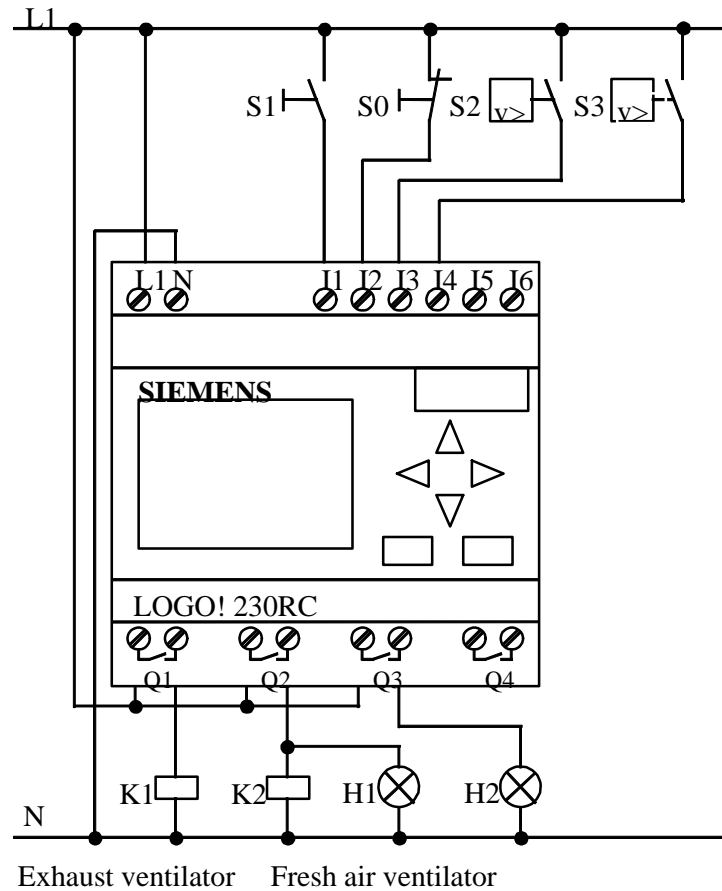 L1
S1 S0 S2 v> S3 v>
L1 N I1 I2 I3 I4 I5 I6
SIEMENS
LOGO! 230RC
Q1 Q2 Q3 Q4
K1 K2 H1 H2
N
Exhaust ventilator Fresh air ventilator